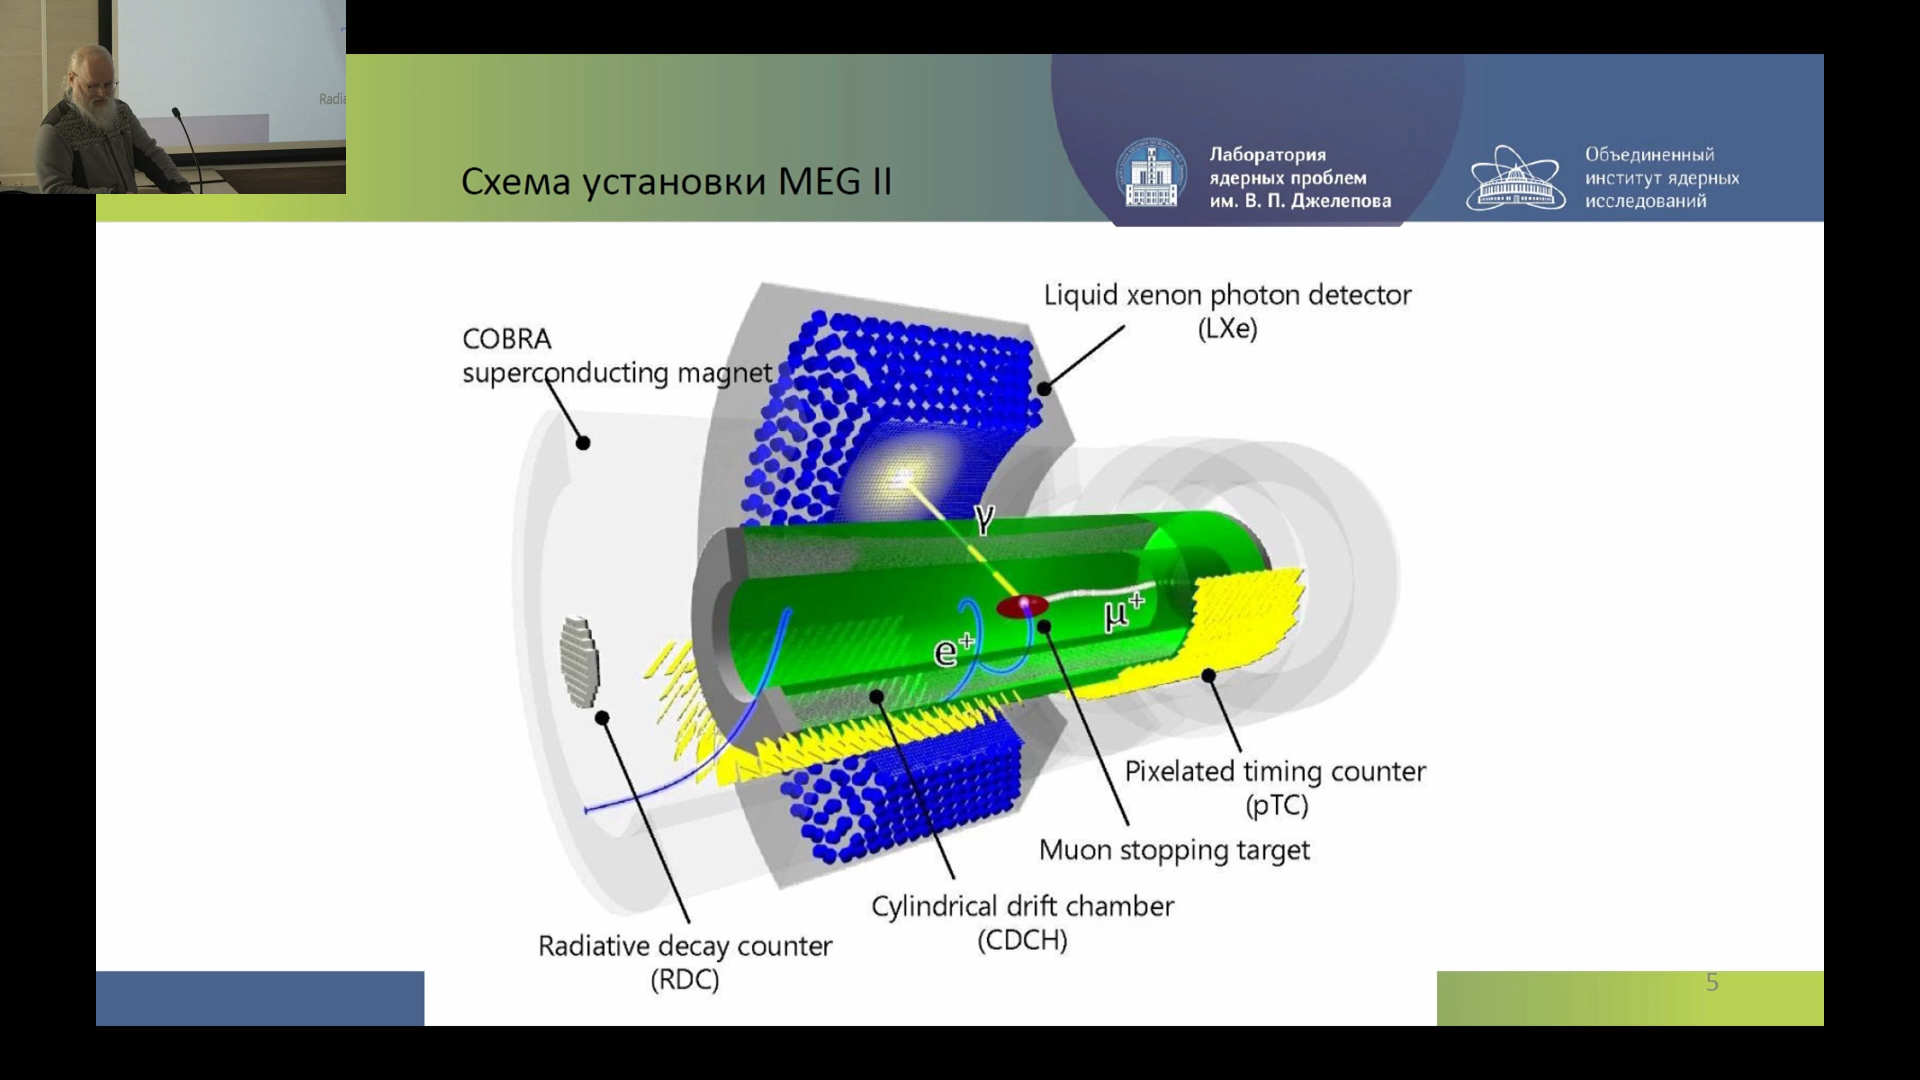 Radia
Схема установки MEG II
Лаборатория
ядерных проблем
им. В. П. Джелепова
Объединенный
институт ядерных
исследований
Liquid xenon photon detector
(LXe)
COBRA
superconducting magnet
γ
μ+
e+
Pixelated timing counter
(pTC)
Muon stopping target
Cylindrical drift chamber
(CDCH)
Radiative decay counter
(RDC)
5